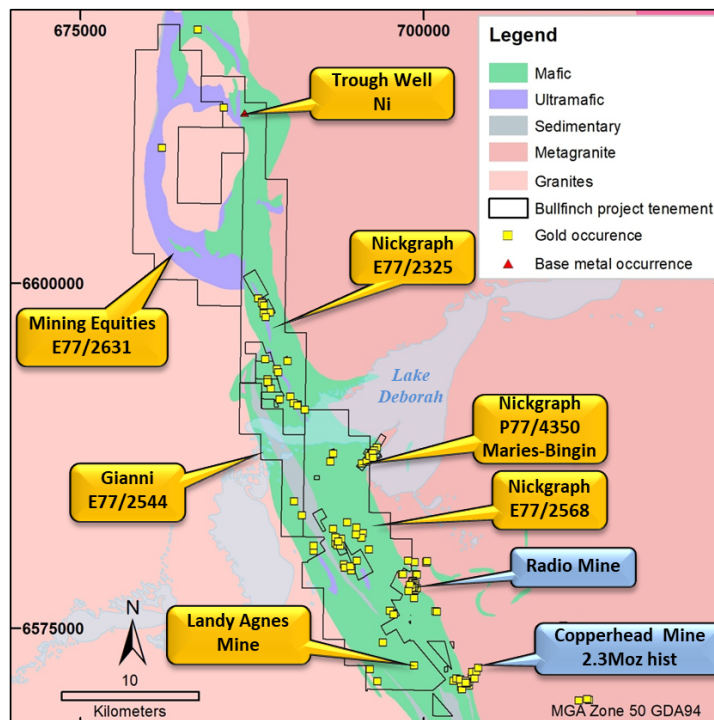 675000
700000
Legend
Mafic
Ultramafic
Sedimentary
Metagranite
Granites
Bullfinch project tenement
Gold occurence
Base metal occurrence
Trough Well
Ni
Nickgraph
E77/2325
6600000
Mining Equities
E77/2631
Lake
Deborah
Nickgraph
P77/4350
Maries-Bingin
Gianni
E77/2544
Nickgraph
E77/2568
Radio Mine
N
6575000
Landy Agnes
Mine
Copperhead Mine
2.3Moz hist
10
Kilometers
MGA Zone 50 GDA94